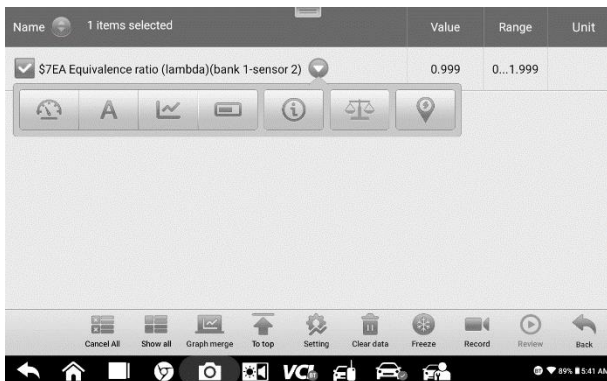 Name 1 items selected Value Range Unit
$7EA Equivalence ratio (lambda)(bank 1-sensor 2) 0.999 0...1.999
A
Cancel All Show all Graph merge To top Setting Clear data Freeze Record Review Back
VCI BT 89% 5:41 AM